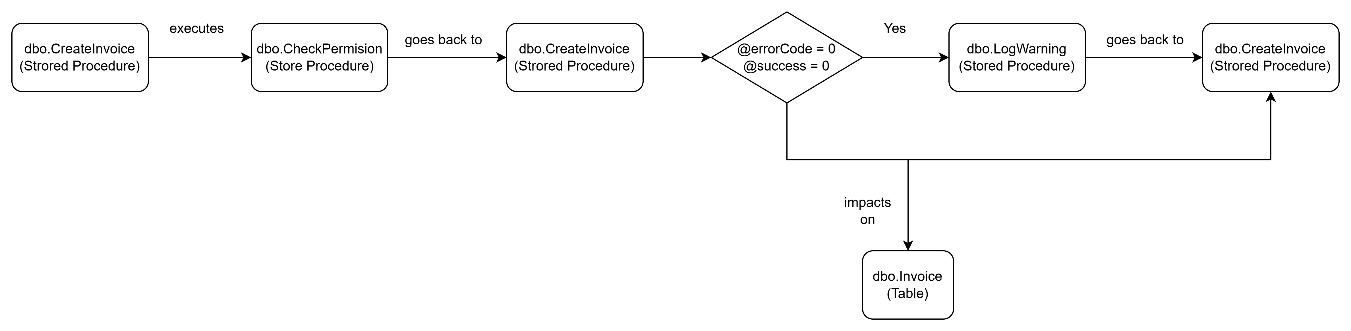 dbo.CreateInvoice
(Strored Procedure)
executes
dbo.CheckPermision
(Store Procedure)
goes back to
dbo.CreateInvoice
(Strored Procedure)
@errorCode = 0
@success = 0
Yes
dbo.LogWarning
(Stored Procedure)
goes back to
dbo.CreateInvoice
(Strored Procedure)
impacts
on
dbo.Invoice
(Table)